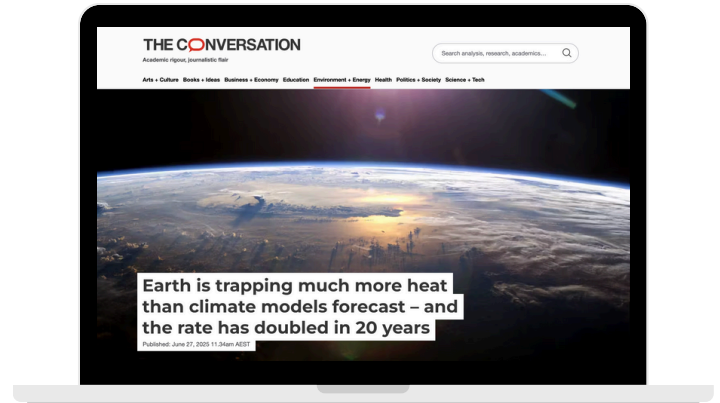 THE CONVERSATION
Academic rigour, journalistic flair
Search analysis, research, academics...
Arts + Culture Books + Ideas Business + Economy Education Environment + Energy Health Politics + Society Science + Tech
Earth is trapping much more heat
than climate models forecast – and
the rate has doubled in 20 years
Published: June 27, 2025 11.34am AEST